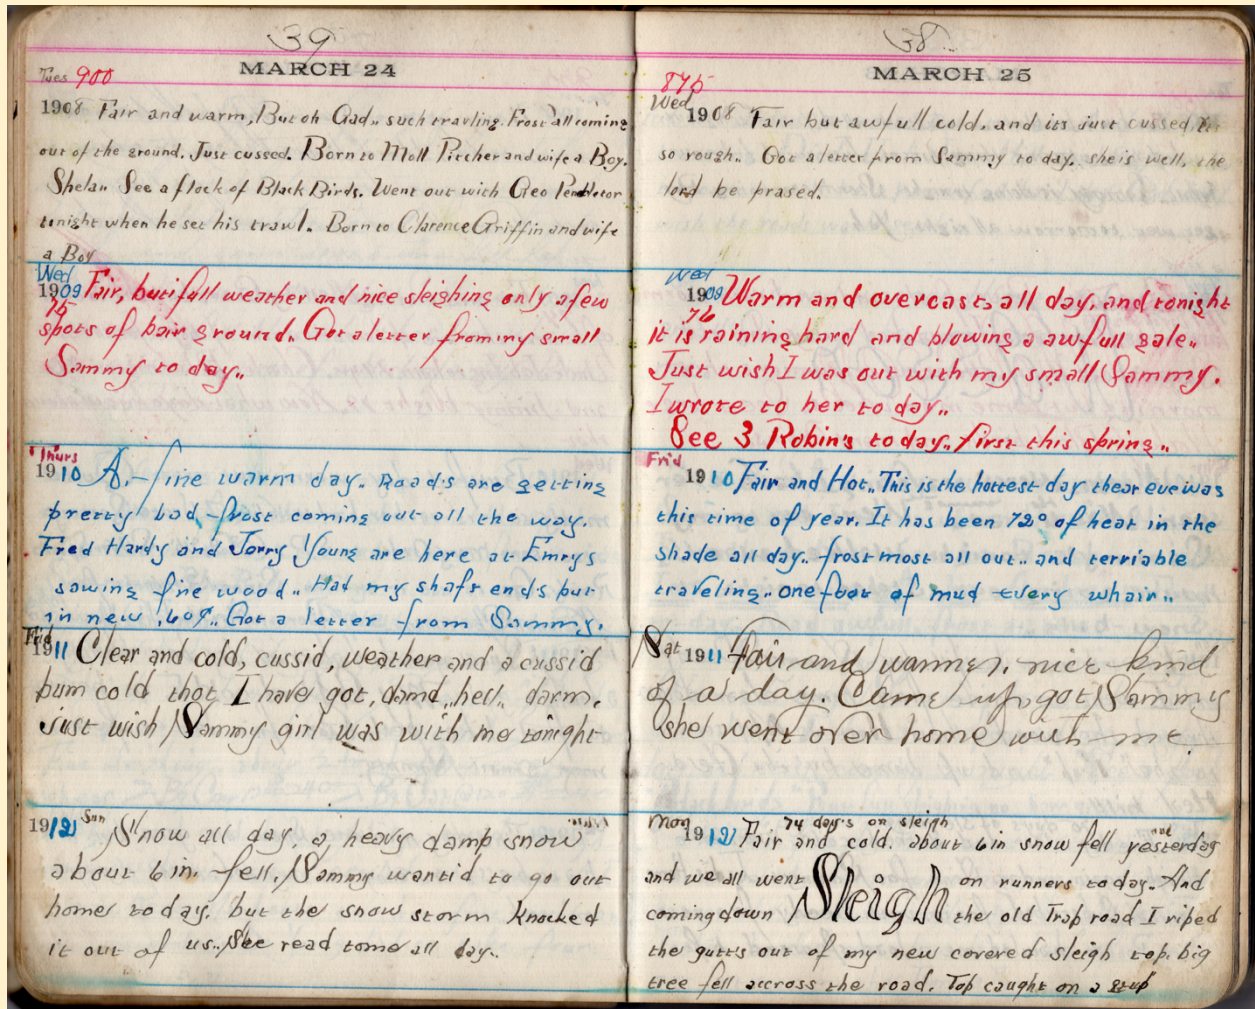 39
MARCH 24
Tues 900
1908 Fair and warm, But oh Gad,, such travling. Frost all coming
out of the ground. Just cussed. Born to Moll Pitcher and wife a Boy.
Shela,, See a flock of Black Birds. Went out with Geo Pendletor
tonight when he set his trawl. Born to Clarence Griffin and wife
a Boy
Wed
1909 Fair, butifull weather and nice sleighing only a few
75
spots of bair ground. Got a letter from my small
Sammy to day..
Thurs
1910 A. fine warm day.. Roads are getting
pretty bad, frost coming out all the way.
Fred Hardy and Jerry Young are here at Emrys
sawing fire wood.. Had my shaft ends put
in new .60¢.. Got a letter from Sammy.
Frid
1911 Clear and cold, cussid, weather and a cussid
bum cold that I have got, damd,, hell,, darm.
just wish Sammy girl was with me tonight
1912 Sun Snow all day. a, heavy damp snow
about 6 in. fell. Sammy wantid to go out
home to day. but the snow storm knocked
it out of us.. She read tome all day..
38..
MARCH 25
875
Wed
1908 Fair but awfull cold. and its just cussed,
so rough.. Got a letter from Sammy to day.. she is well, the
lord be prased.
Wed
1909 Warm and overcast, all day, and tonight
76
it is raining hard and blowing a awfull gale..
Just wish I was out with my small Sammy.
I wrote to her to day..
See 3 Robin's today.. first this spring..
Frid
1910 Fair and Hot.. This is the hottest day thear eve was
this time of year. It has been 72° of heat in the
shade all day.. frost most all out.. and terriable
traveling.. one foot of mud every whair..
Sat 1911 Fair and warmer, nice kind
of a day. Came up got Sammy
she went over home with me.
Mon 74 day's on sleigh
1912 Fair and cold. about 6 in snow fell yesterday
and we all went Sleigh on runners to day.. And
coming down the old Trap road I riped
the gutts out of my new covered sleigh top. big
tree fell accross the road. Top caught on a stub